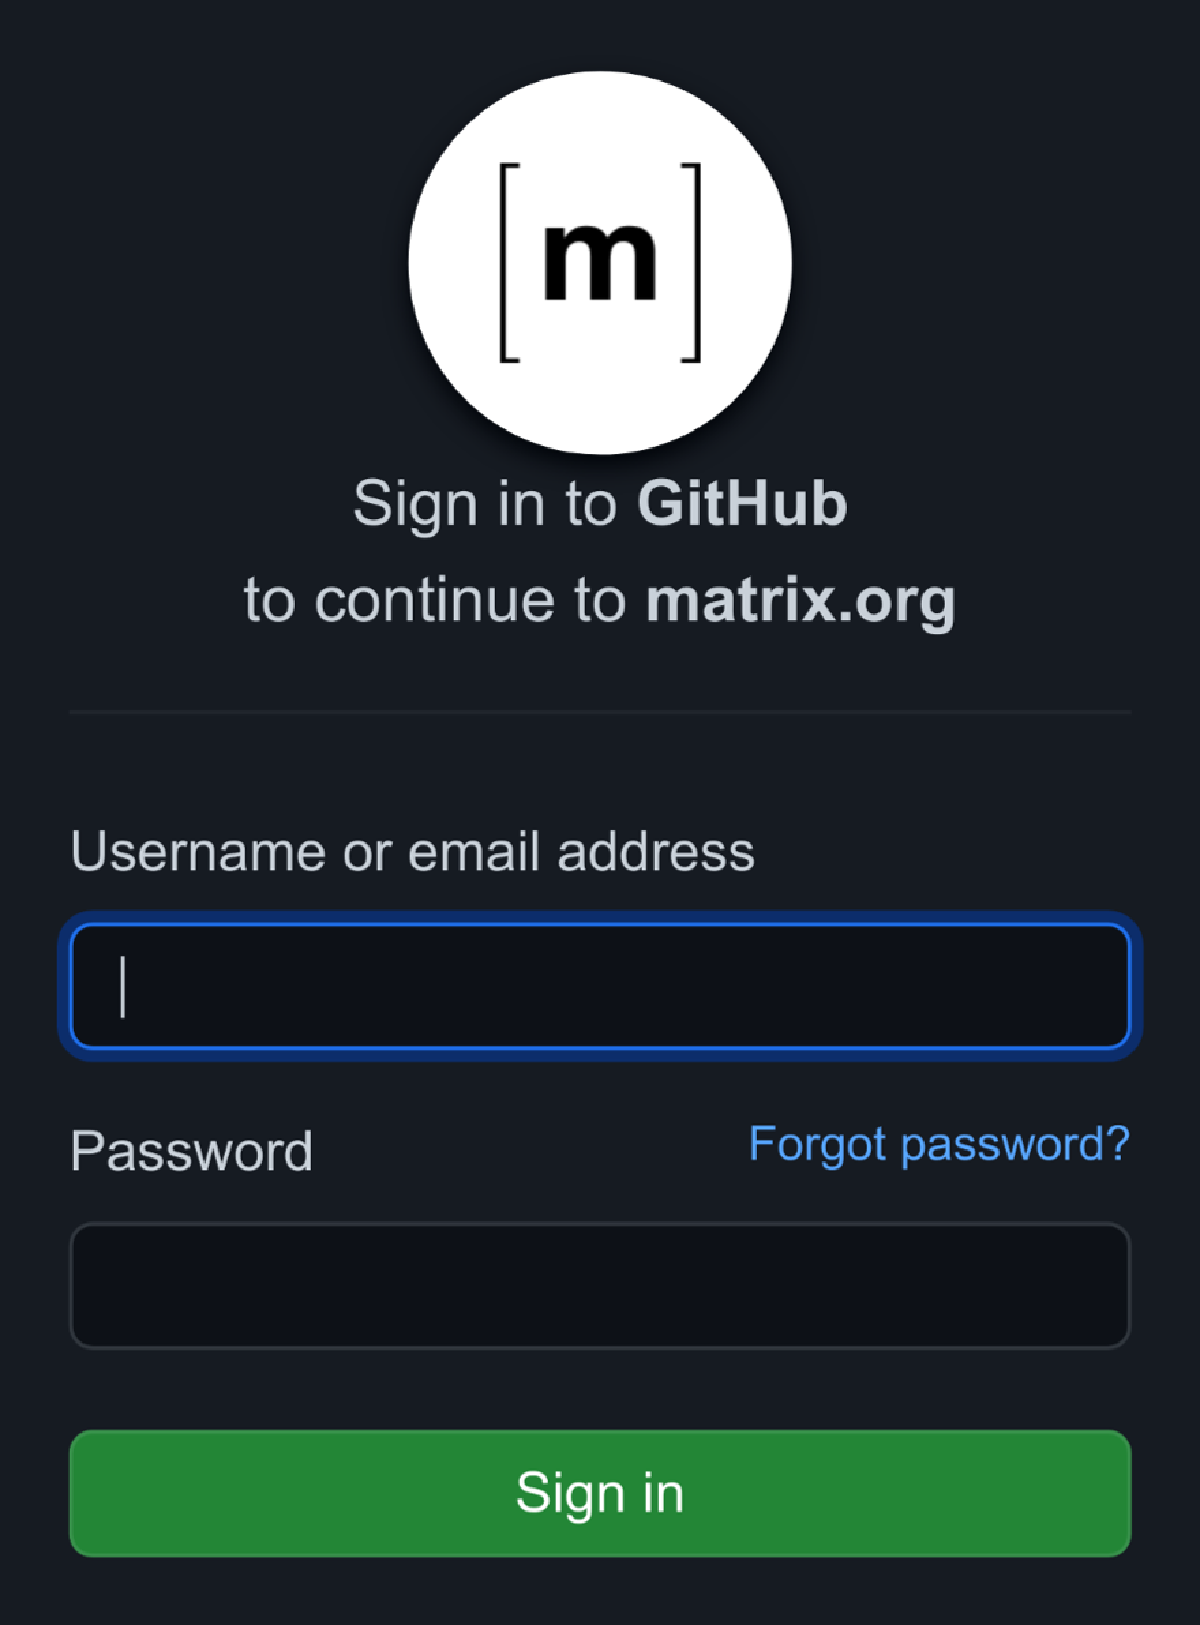 [m]
Sign in to GitHub
to continue to matrix.org
Username or email address
Password
Forgot password?
Sign in